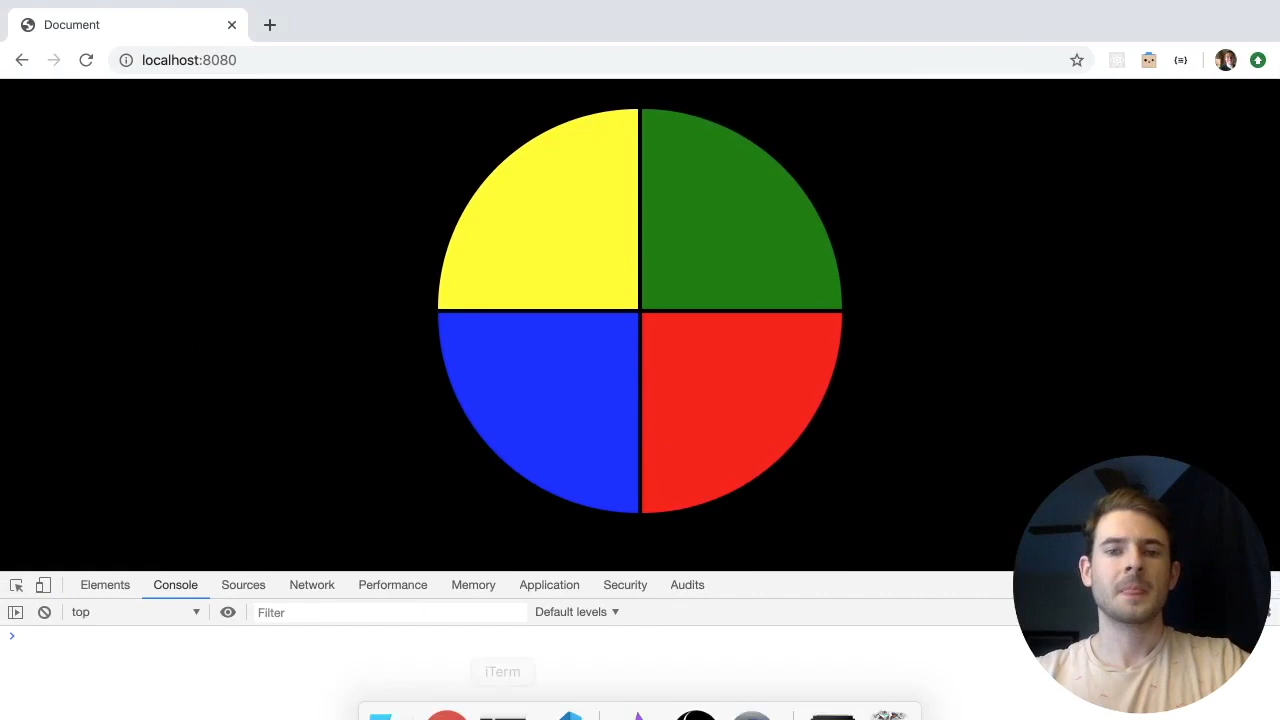 Document
localhost:8080
Elements Console Sources Network Performance Memory Application Security Audits
top Filter Default levels
iTerm